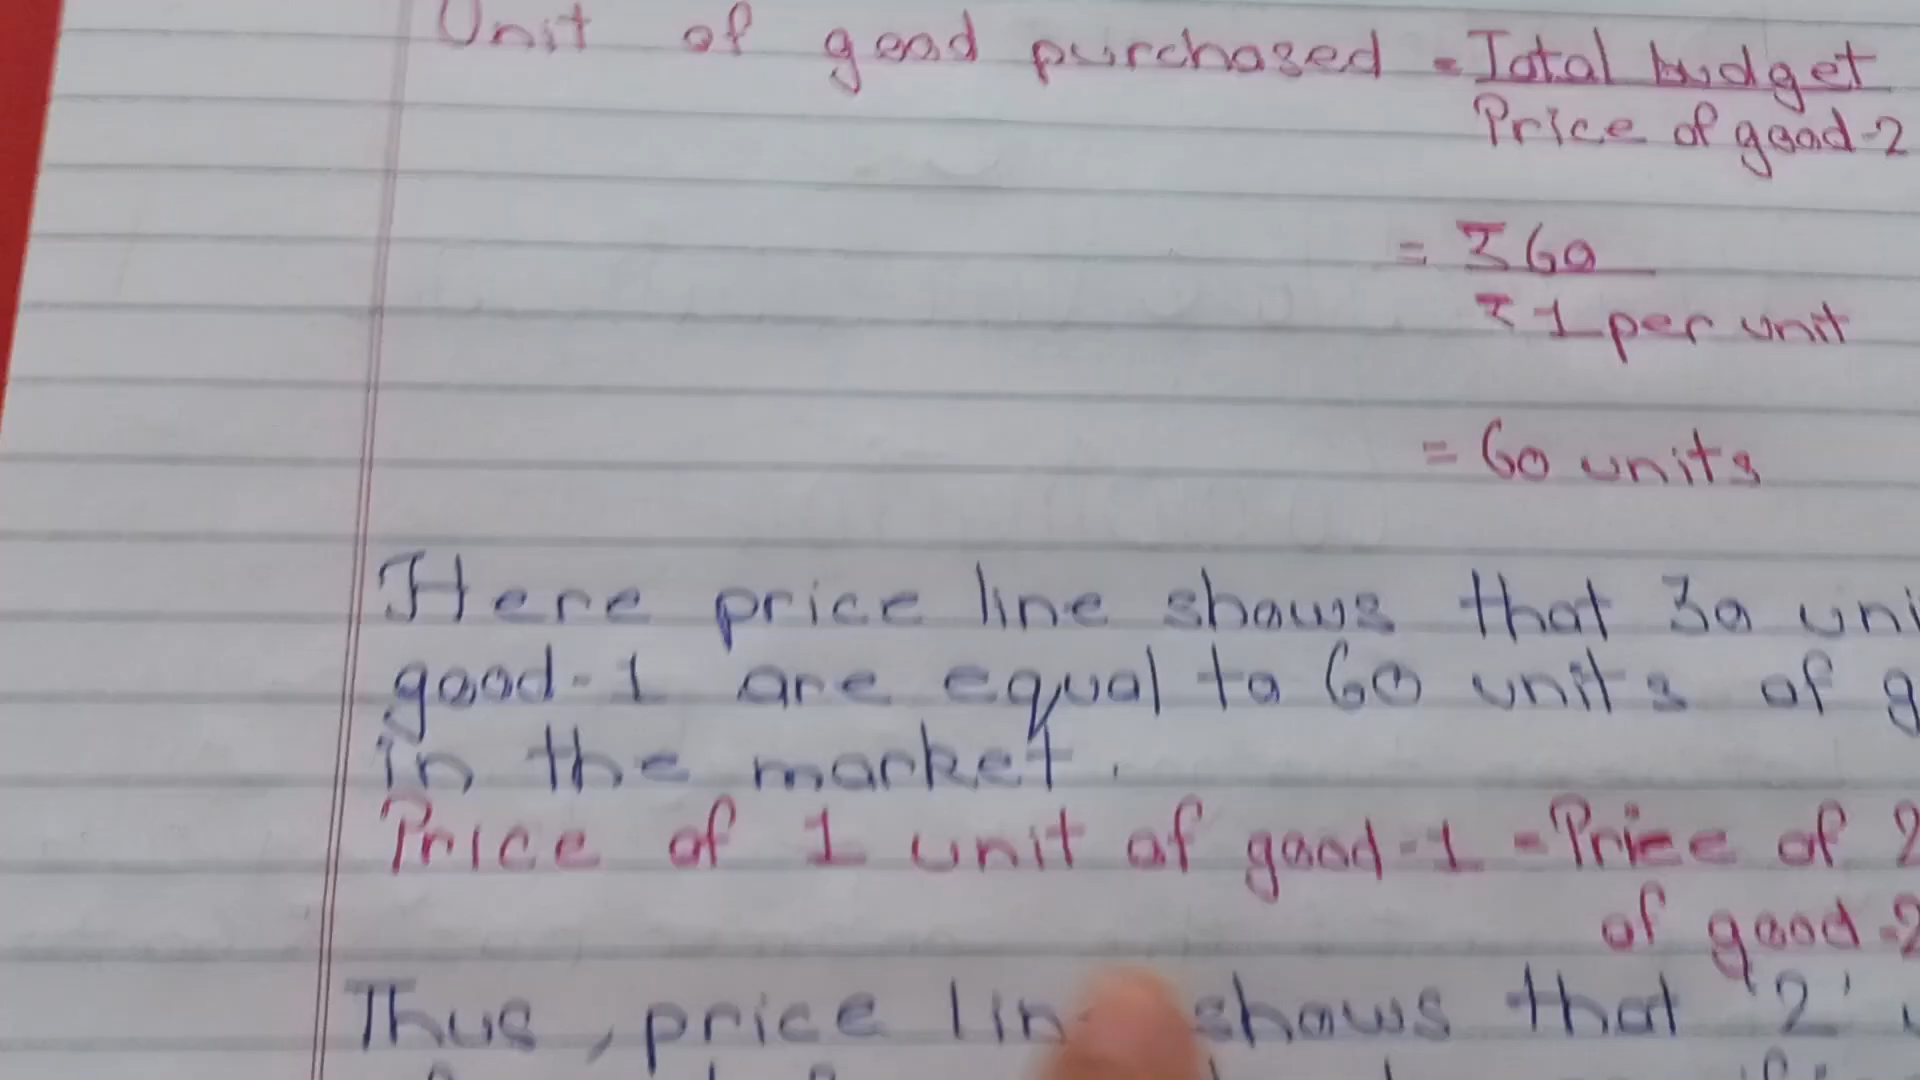 Unit of good purchased = Total budget
Price of good-2
= ₹60
₹1 per unit
= 60 units
Here price line shows that 30 uni
good-1 are equal to 60 units of g
in the market.
Price of 1 unit of good-1 = Price of 2
of good-2
Thus, price lin shows that '2'